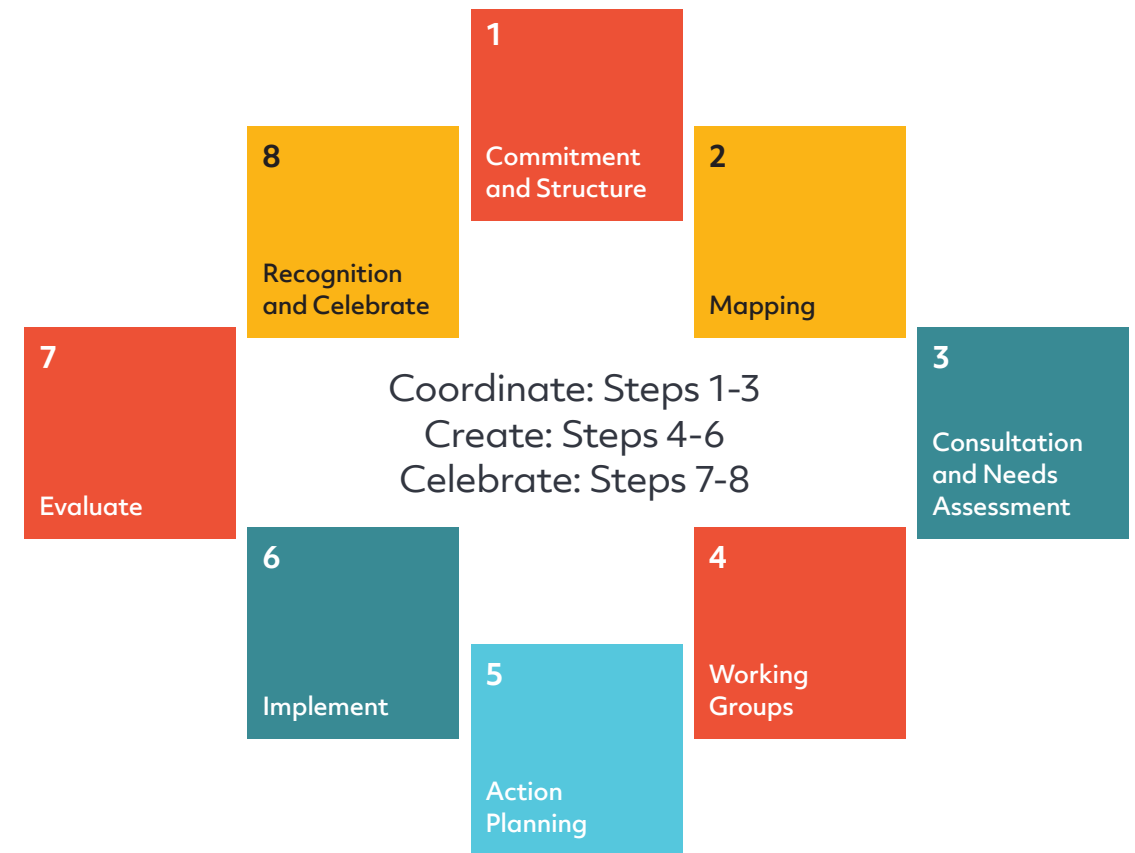 1
Commitment
and Structure
2
Mapping
3
Consultation
and Needs
Assessment
4
Working
Groups
5
Action
Planning
6
Implement
7
Evaluate
8
Recognition
and Celebrate
Coordinate: Steps 1-3
Create: Steps 4-6
Celebrate: Steps 7-8